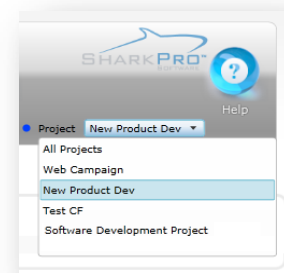 SHARKPRO
SOFTWARE
Help
Project New Product Dev
All Projects
Web Campaign
New Product Dev
Test CF
Software Development Project